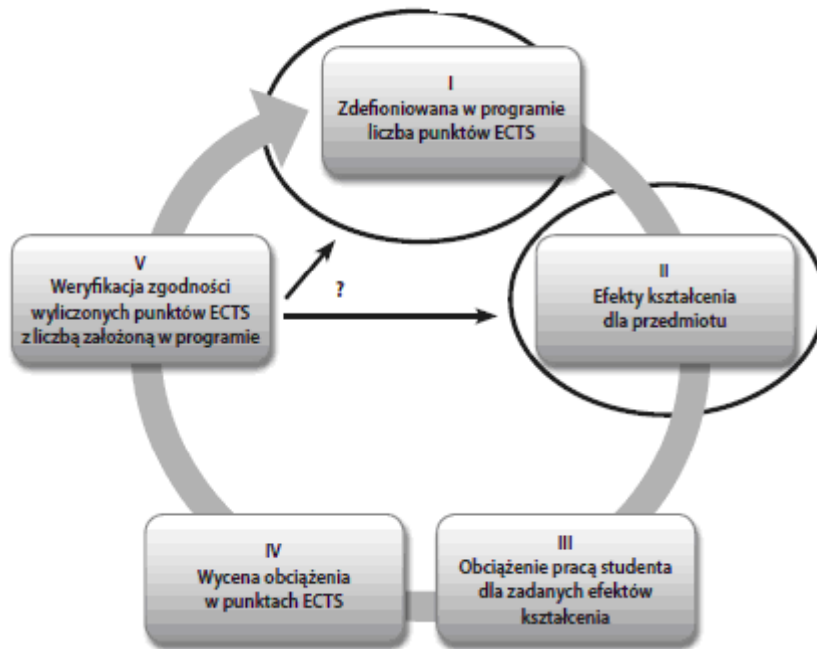 I
Zdefioniowana w programie
liczba punktów ECTS
II
Efekty kształcenia
dla przedmiotu
III
Obciążenie pracą studenta
dla zadanych efektów
kształcenia
IV
Wycena obciążenia
w punktach ECTS
V
Weryfikacja zgodności
wyliczonych punktów ECTS
z liczbą założoną w programie
?